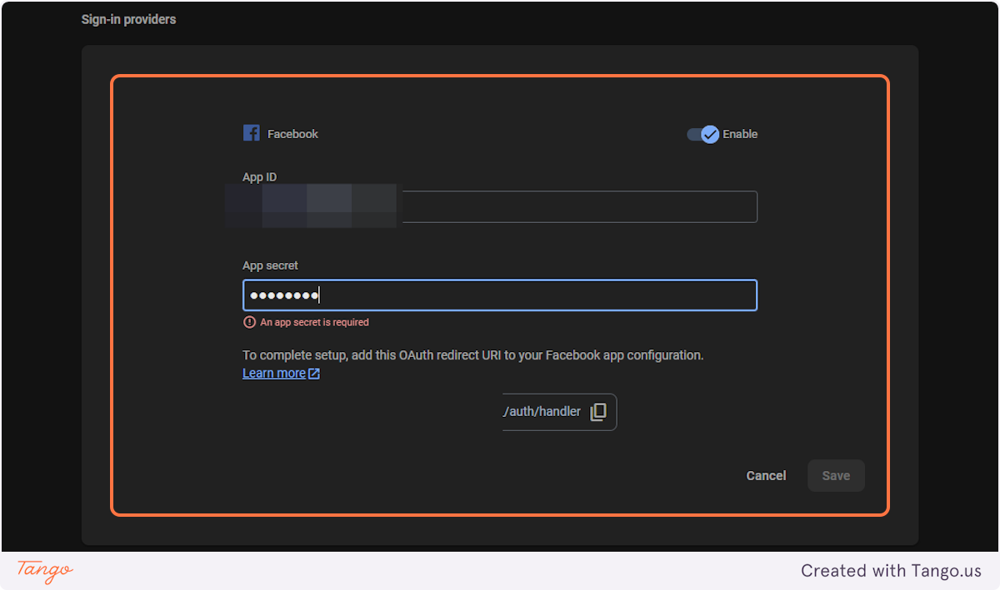 Sign-in providers
Facebook
Enable
App ID
App secret
An app secret is required
To complete setup, add this OAuth redirect URI to your Facebook app configuration.
Learn more
/auth/handler
Cancel
Save
Tango
Created with Tango.us